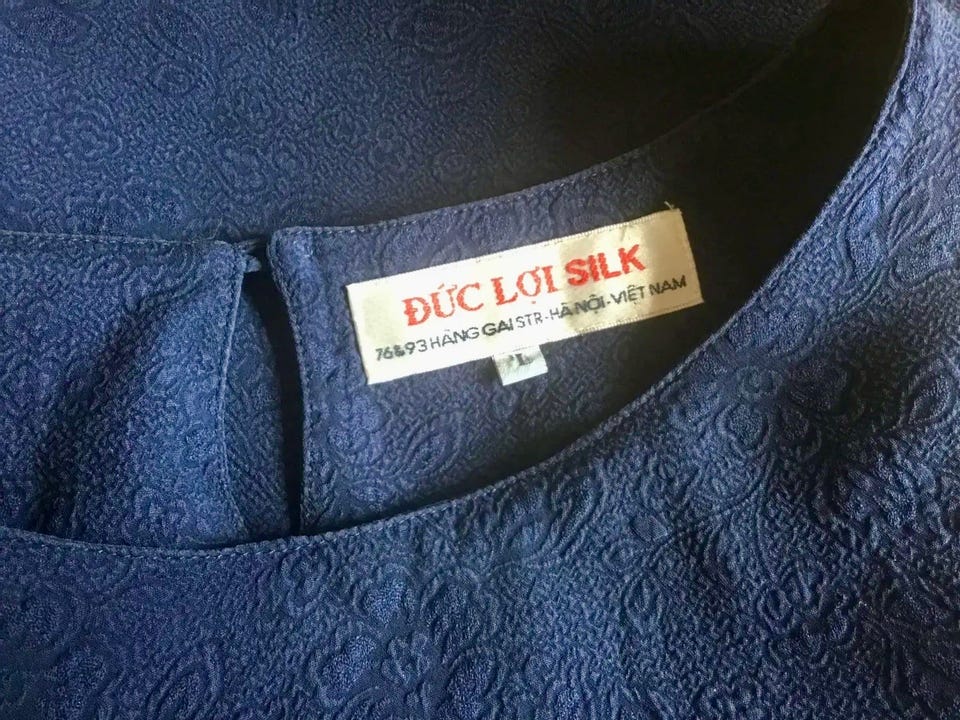 ĐỨC LỢI SILK
76&93 HÀNG GAI STR-HÀ NỘI-VIỆT NAM
L